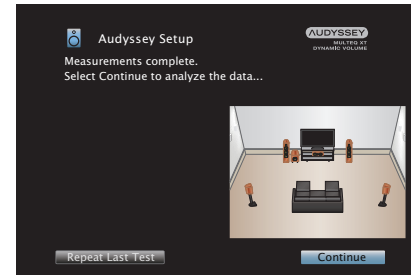 Audyssey Setup
AUDYSSEY
MULTEQ XT
DYNAMIC VOLUME
Measurements complete.
Select Continue to analyze the data...
Repeat Last Test
Continue